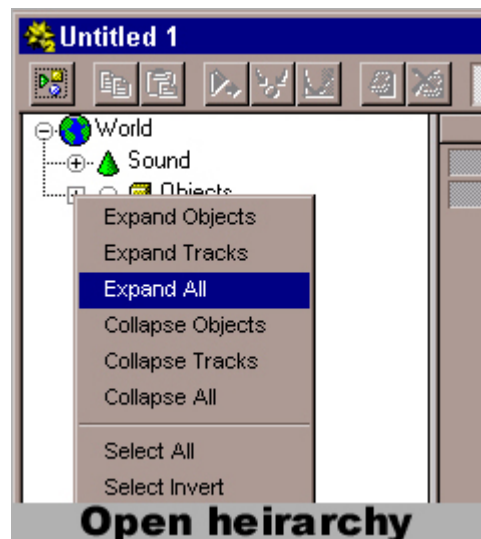 Untitled 1
World
Sound
Objects
Expand Objects
Expand Tracks
Expand All
Collapse Objects
Collapse Tracks
Collapse All
Select All
Select Invert
Open heirarchy